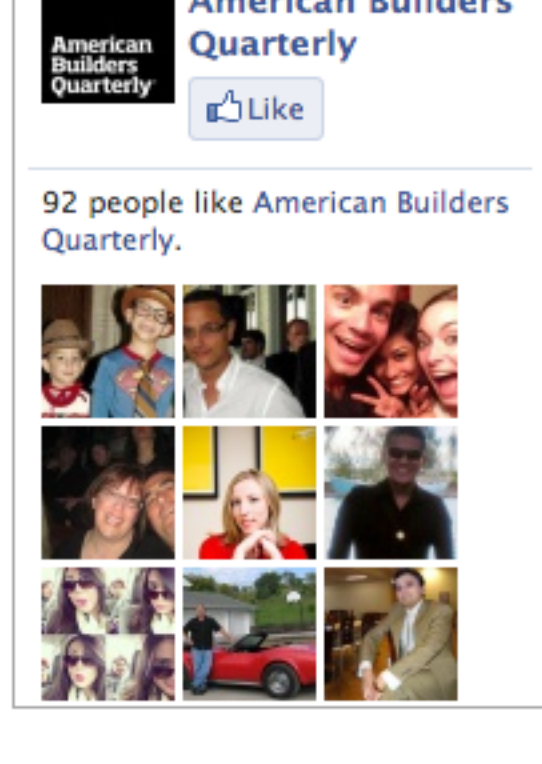 American Builders
Quarterly
American
Builders
Quarterly
Like
92 people like American Builders
Quarterly.